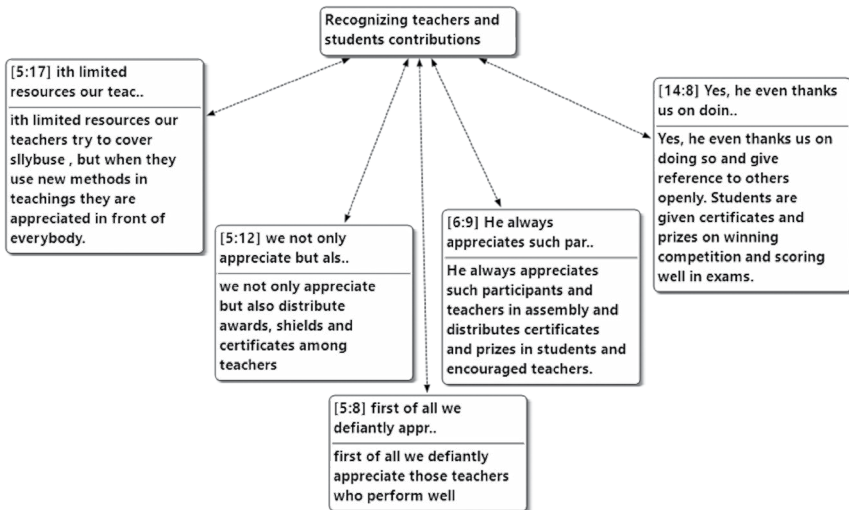 Recognizing teachers and
students contributions
[5:17] ith limited
resources our teac..
ith limited resources our
teachers try to cover
sllybuse , but when they
use new methods in
teachings they are
appreciated in front of
everybody.
[5:12] we not only
appreciate but als..
we not only appreciate
but also distribute
awards, shields and
certificates among
teachers
[5:8] first of all we
defiantly appr..
first of all we defiantly
appreciate those teachers
who perform well
[6:9] He always
appreciates such par..
He always appreciates
such participants and
teachers in assembly and
distributes certificates
and prizes in students and
encouraged teachers.
[14:8] Yes, he even thanks
us on doin..
Yes, he even thanks us on
doing so and give
reference to others
openly. Students are
given certificates and
prizes on winning
competition and scoring
well in exams.